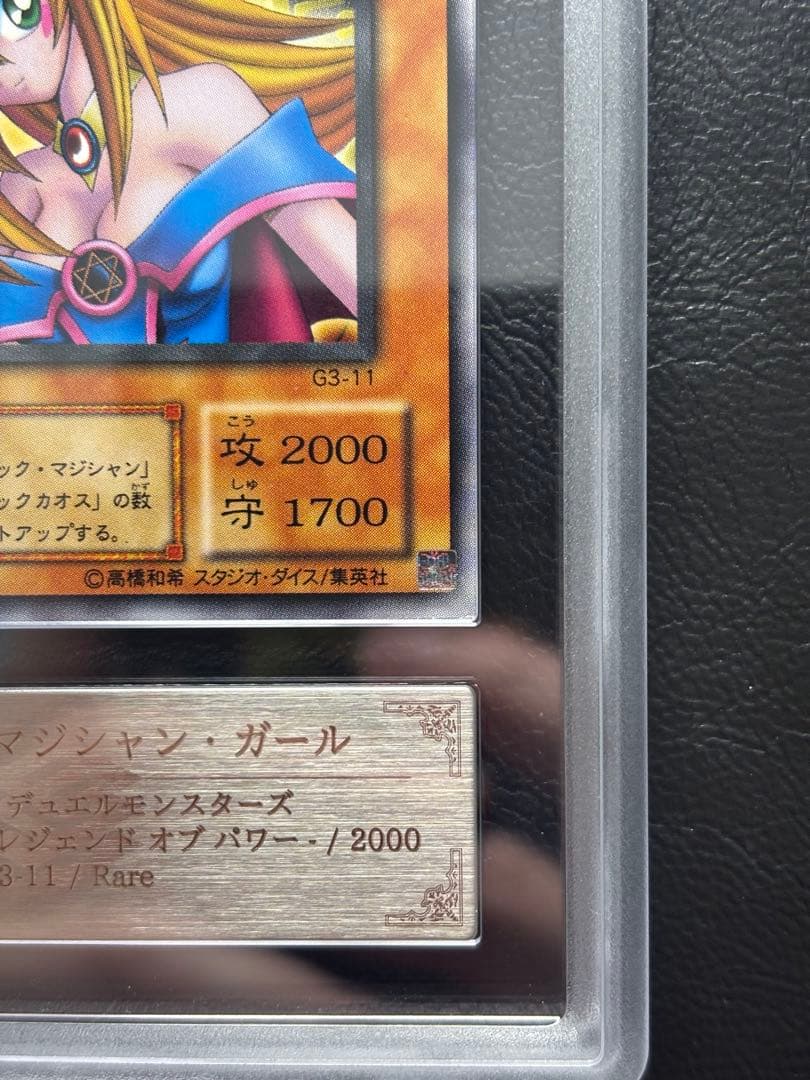 G3-11
こう
攻 2000
しゅ
守 1700
ック・マジシャン」
かず
ックカオス」の数
トアップする。
©高橋和希 スタジオ・ダイス/集英社
マジシャン・ガール
デュエルモンスターズ
レジェンド オブ パワー - / 2000
3-11 / Rare